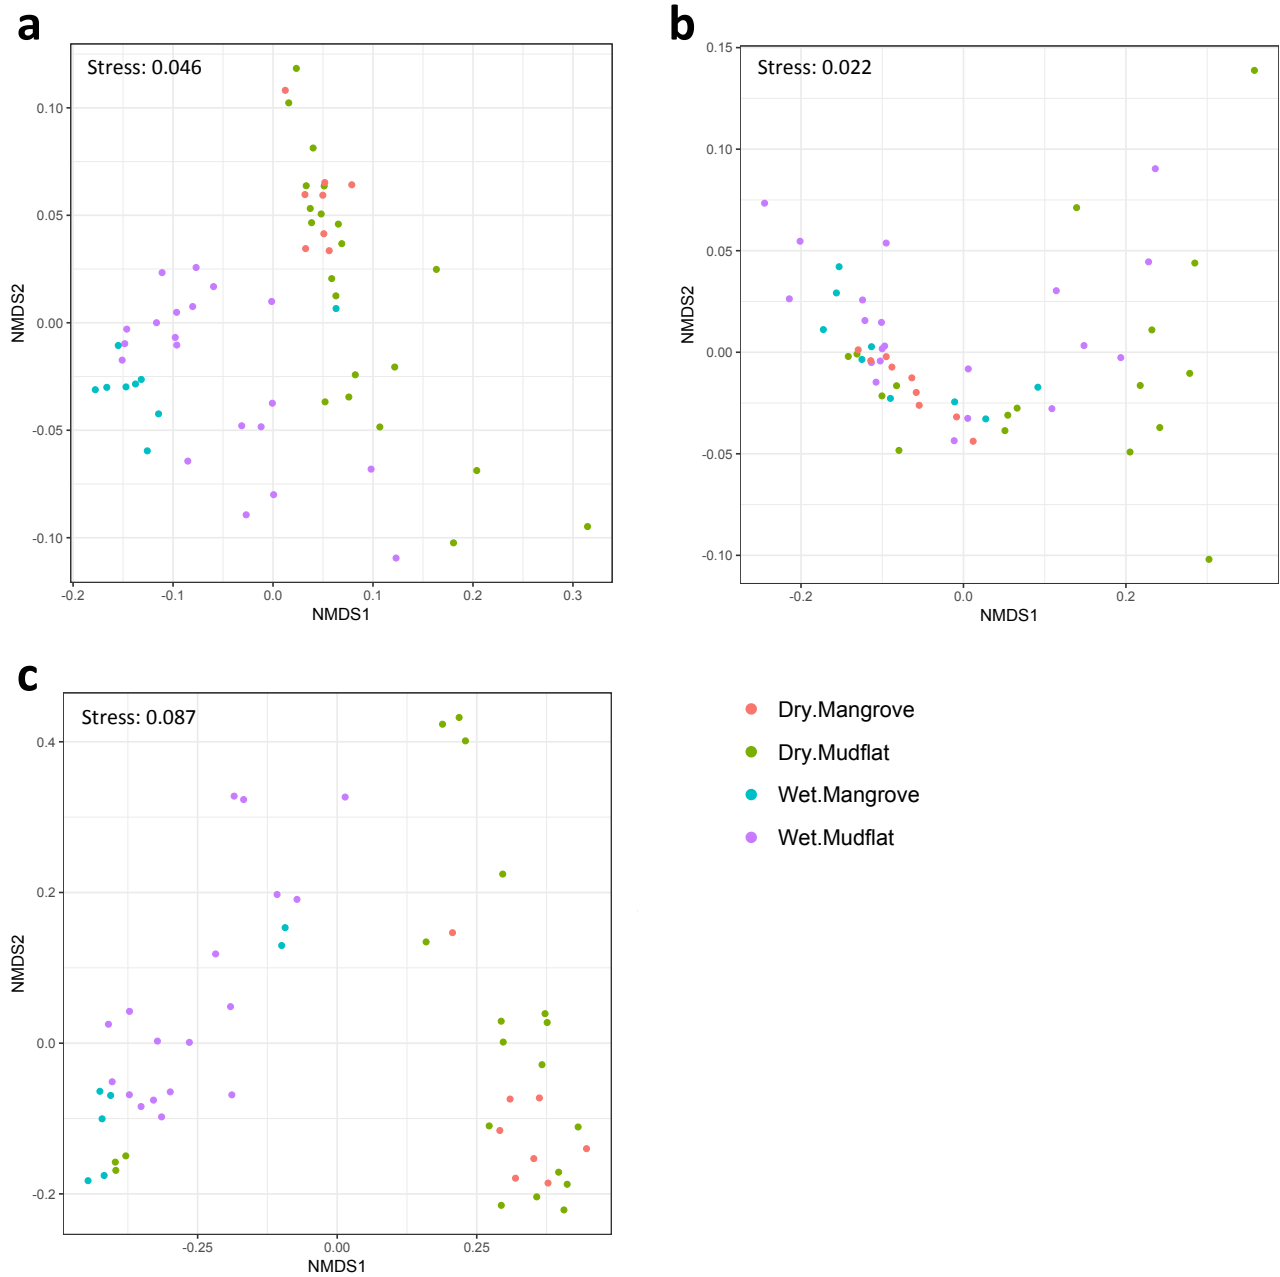 a
Stress: 0.046
0.10
0.05
0.00
-0.05
-0.10
NMDS2
-0.2
-0.1
0.0
0.1
0.2
0.3
NMDS1
b
Stress: 0.022
0.15
0.10
0.05
0.00
-0.05
-0.10
NMDS2
-0.2
0.0
0.2
NMDS1
c
Stress: 0.087
0.4
0.2
0.0
-0.2
NMDS2
-0.25
0.00
0.25
NMDS1
Dry.Mangrove
Dry.Mudflat
Wet.Mangrove
Wet.Mudflat